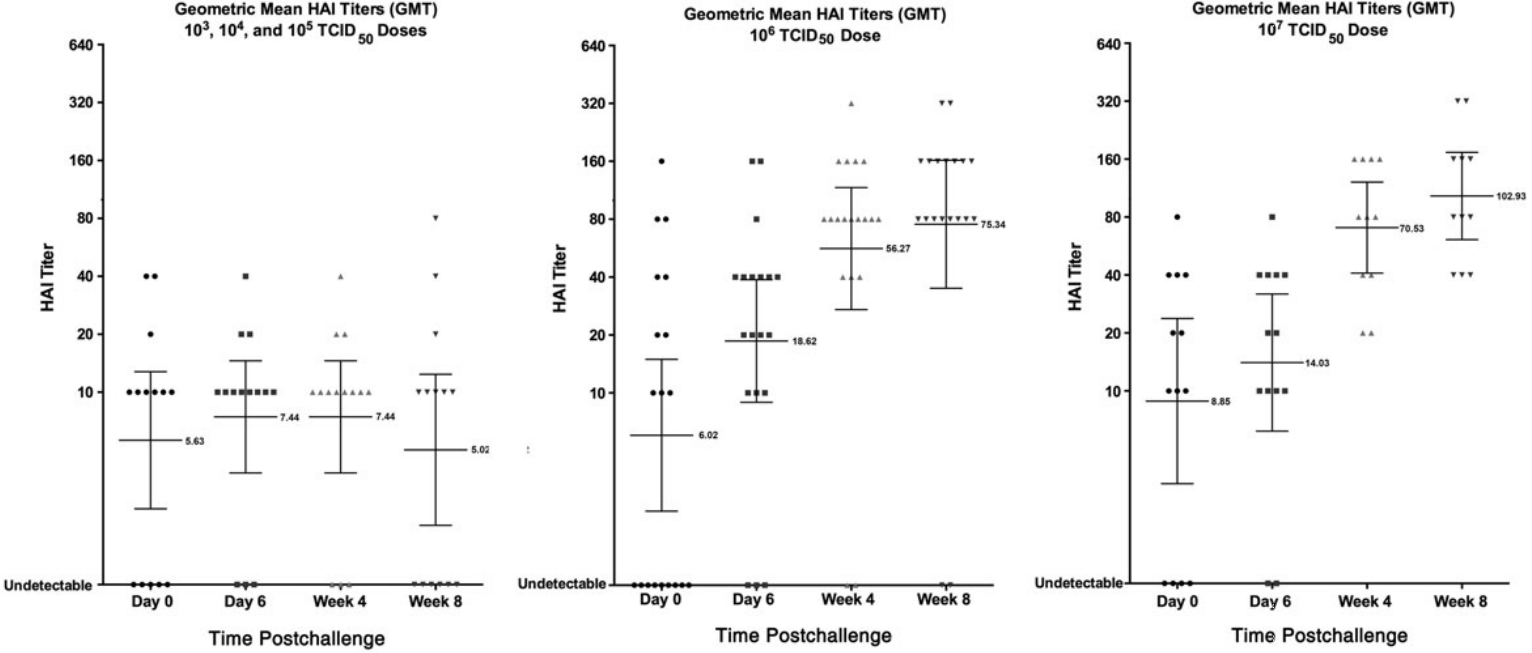 Geometric Mean HAI Titers (GMT)
10³, 10⁴, and 10⁵ TCID₅₀ Doses
640
320
160
80
40
20
10
Undetectable
HAI Titer
5.63
7.44
7.44
5.02
Day 0
Day 6
Week 4
Week 8
Time Postchallenge
Geometric Mean HAI Titers (GMT)
10⁶ TCID₅₀ Dose
640
320
160
80
40
20
10
Undetectable
HAI Titer
6.02
18.62
56.27
75.34
Day 0
Day 6
Week 4
Week 8
Time Postchallenge
Geometric Mean HAI Titers (GMT)
10⁷ TCID₅₀ Dose
640
320
160
80
40
20
10
Undetectable
HAI Titer
8.85
14.03
70.53
102.93
Day 0
Day 6
Week 4
Week 8
Time Postchallenge